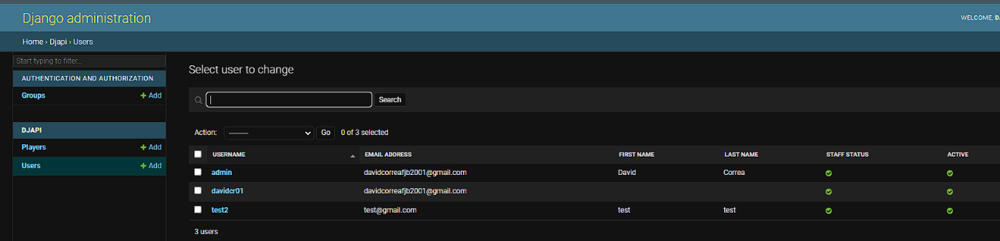 Django administration
WELCOME,
Home › Djapi › Users
Start typing to filter...
AUTHENTICATION AND AUTHORIZATION
Groups + Add
DJAPI
Players + Add
Users + Add
Select user to change
Search
Action: --------- Go 0 of 3 selected
USERNAME EMAIL ADDRESS FIRST NAME LAST NAME STAFF STATUS ACTIVE
admin davidcorreafjb2001@gmail.com David Correa
davidcr01 davidcorreafjb2001@gmail.com
test2 test@gmail.com test test
3 users